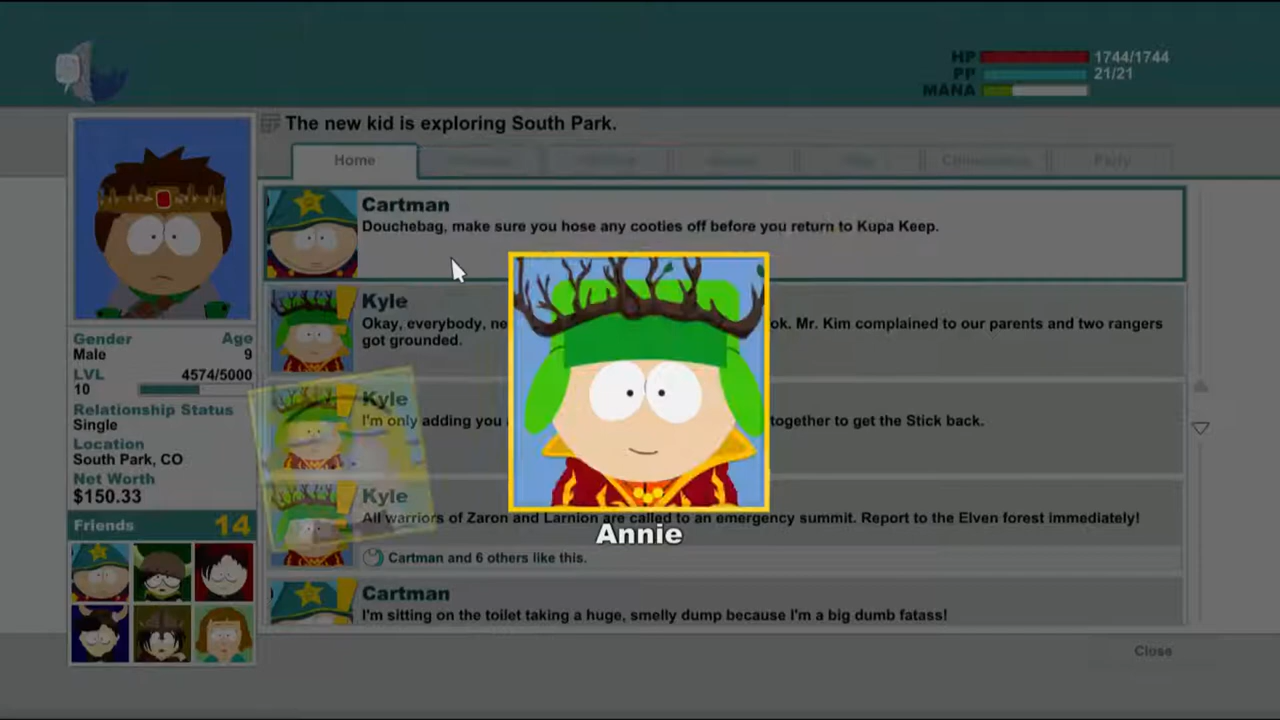 HP 1744/1744
PP 21/21
MANA
The new kid is exploring South Park.
Home
Party
Cartman
Douchebag, make sure you hose any cooties off before you return to Kupa Keep.
Kyle
Okay, everybody, ok. Mr. Kim complained to our parents and two rangers
got grounded.
Kyle
I'm only adding you together to get the Stick back.
Kyle
All warriors of Zaron and Larnion are called to an emergency summit. Report to the Elven forest immediately!
Cartman and 6 others like this.
Cartman
I'm sitting on the toilet taking a huge, smelly dump because I'm a big dumb fatass!
Annie
Gender Age
Male 9
LVL 4574/5000
10
Relationship Status
Single
Location
South Park, CO
Net Worth
$150.33
Friends 14
Close